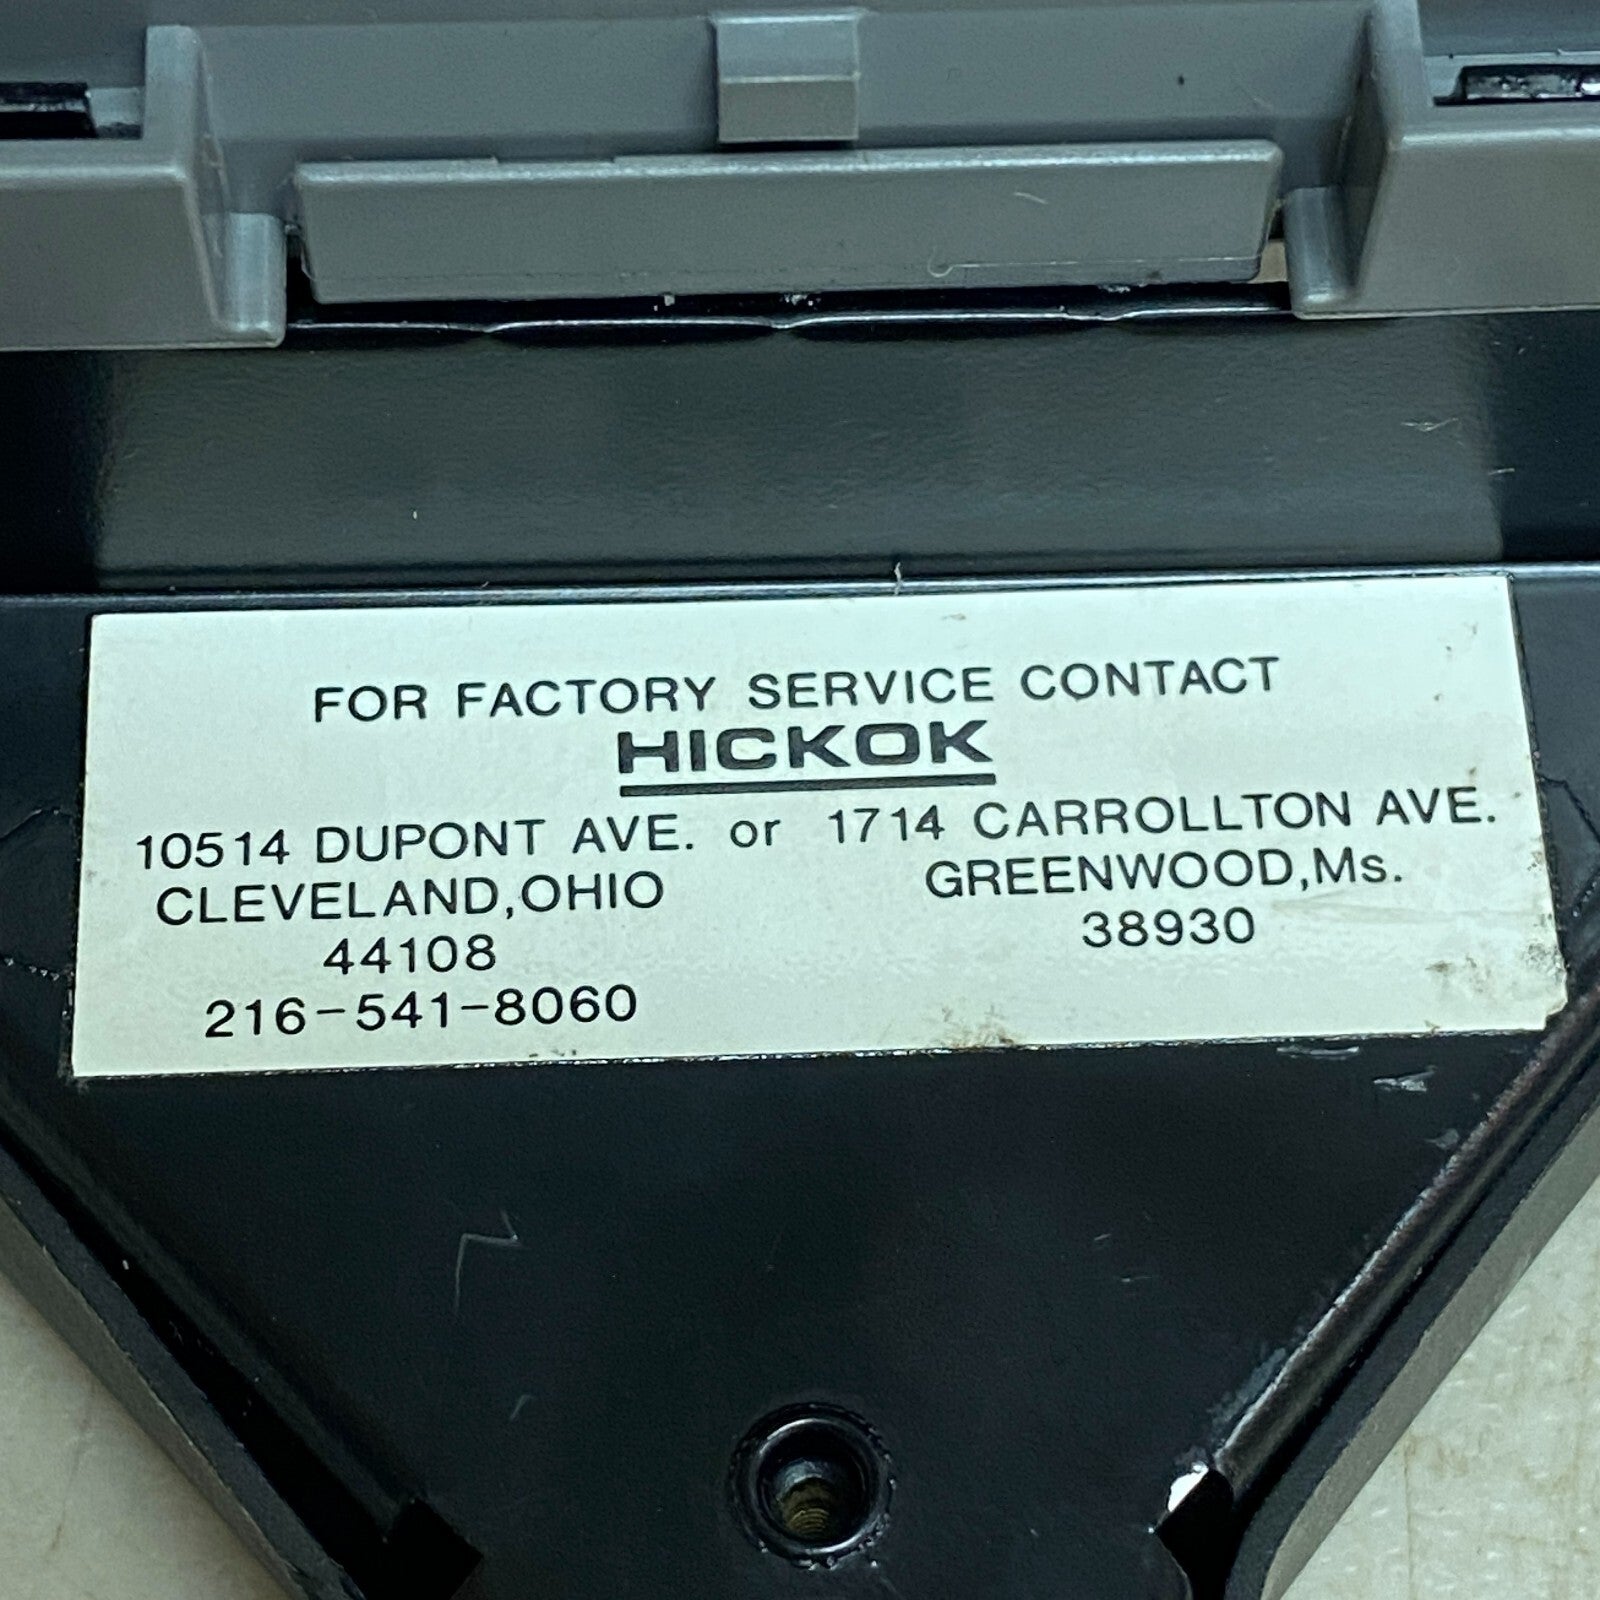 FOR FACTORY SERVICE CONTACT
HICKOK
10514 DUPONT AVE. or 1714 CARROLLTON AVE.
CLEVELAND,OHIO GREENWOOD,Ms.
44108 38930
216-541-8060